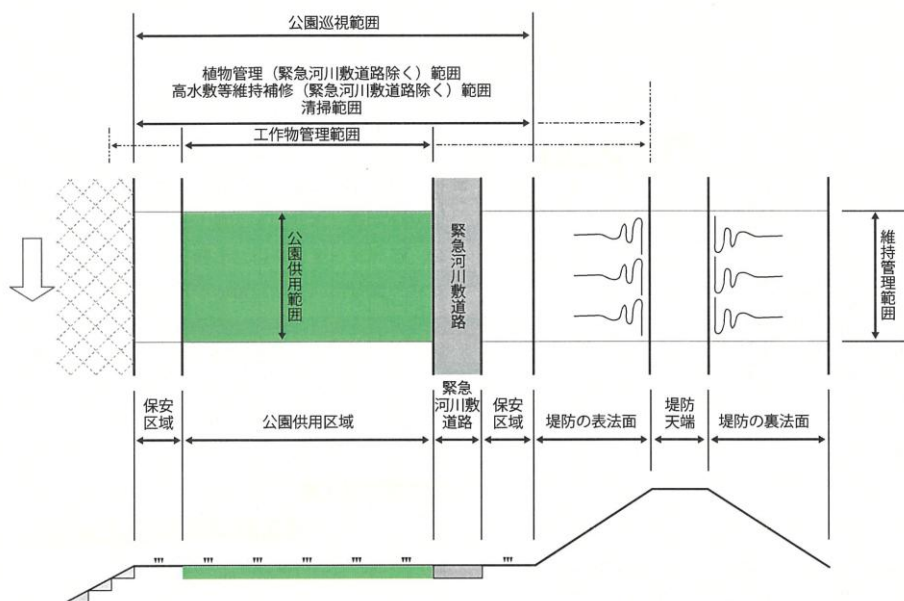 公園巡視範囲
植物管理（緊急河川敷道路除く）範囲
高水敷等維持補修（緊急河川敷道路除く）範囲
清掃範囲
工作物管理範囲
公園供用範囲
緊急河川敷道路
維持管理範囲
保安
区域
公園供用区域
緊急
河川敷
道路
保安
区域
堤防の表法面
堤防
天端
堤防の裏法面